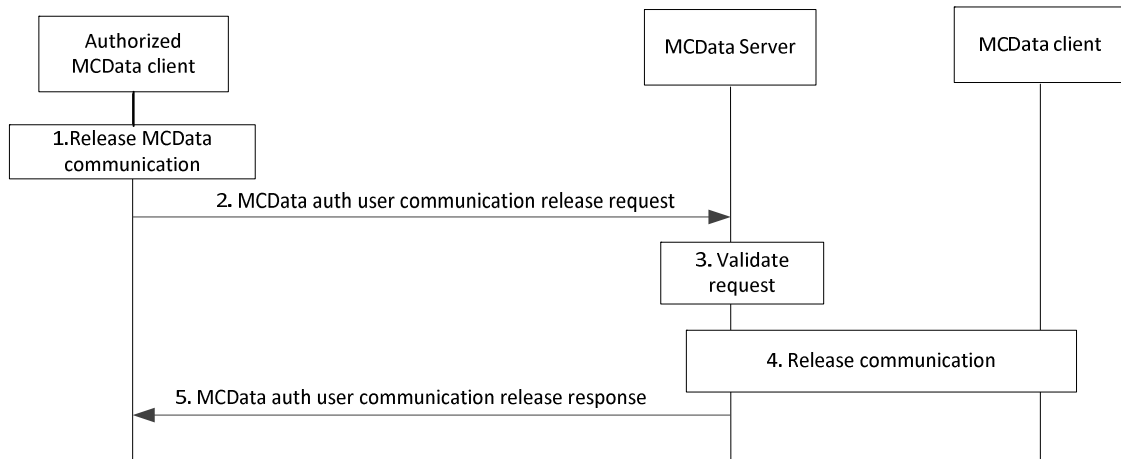 Authorized
MCData client
MCData Server
MCData client
1.Release MCData
communication
2. MCData auth user communication release request
3. Validate
request
4. Release communication
5. MCData auth user communication release response